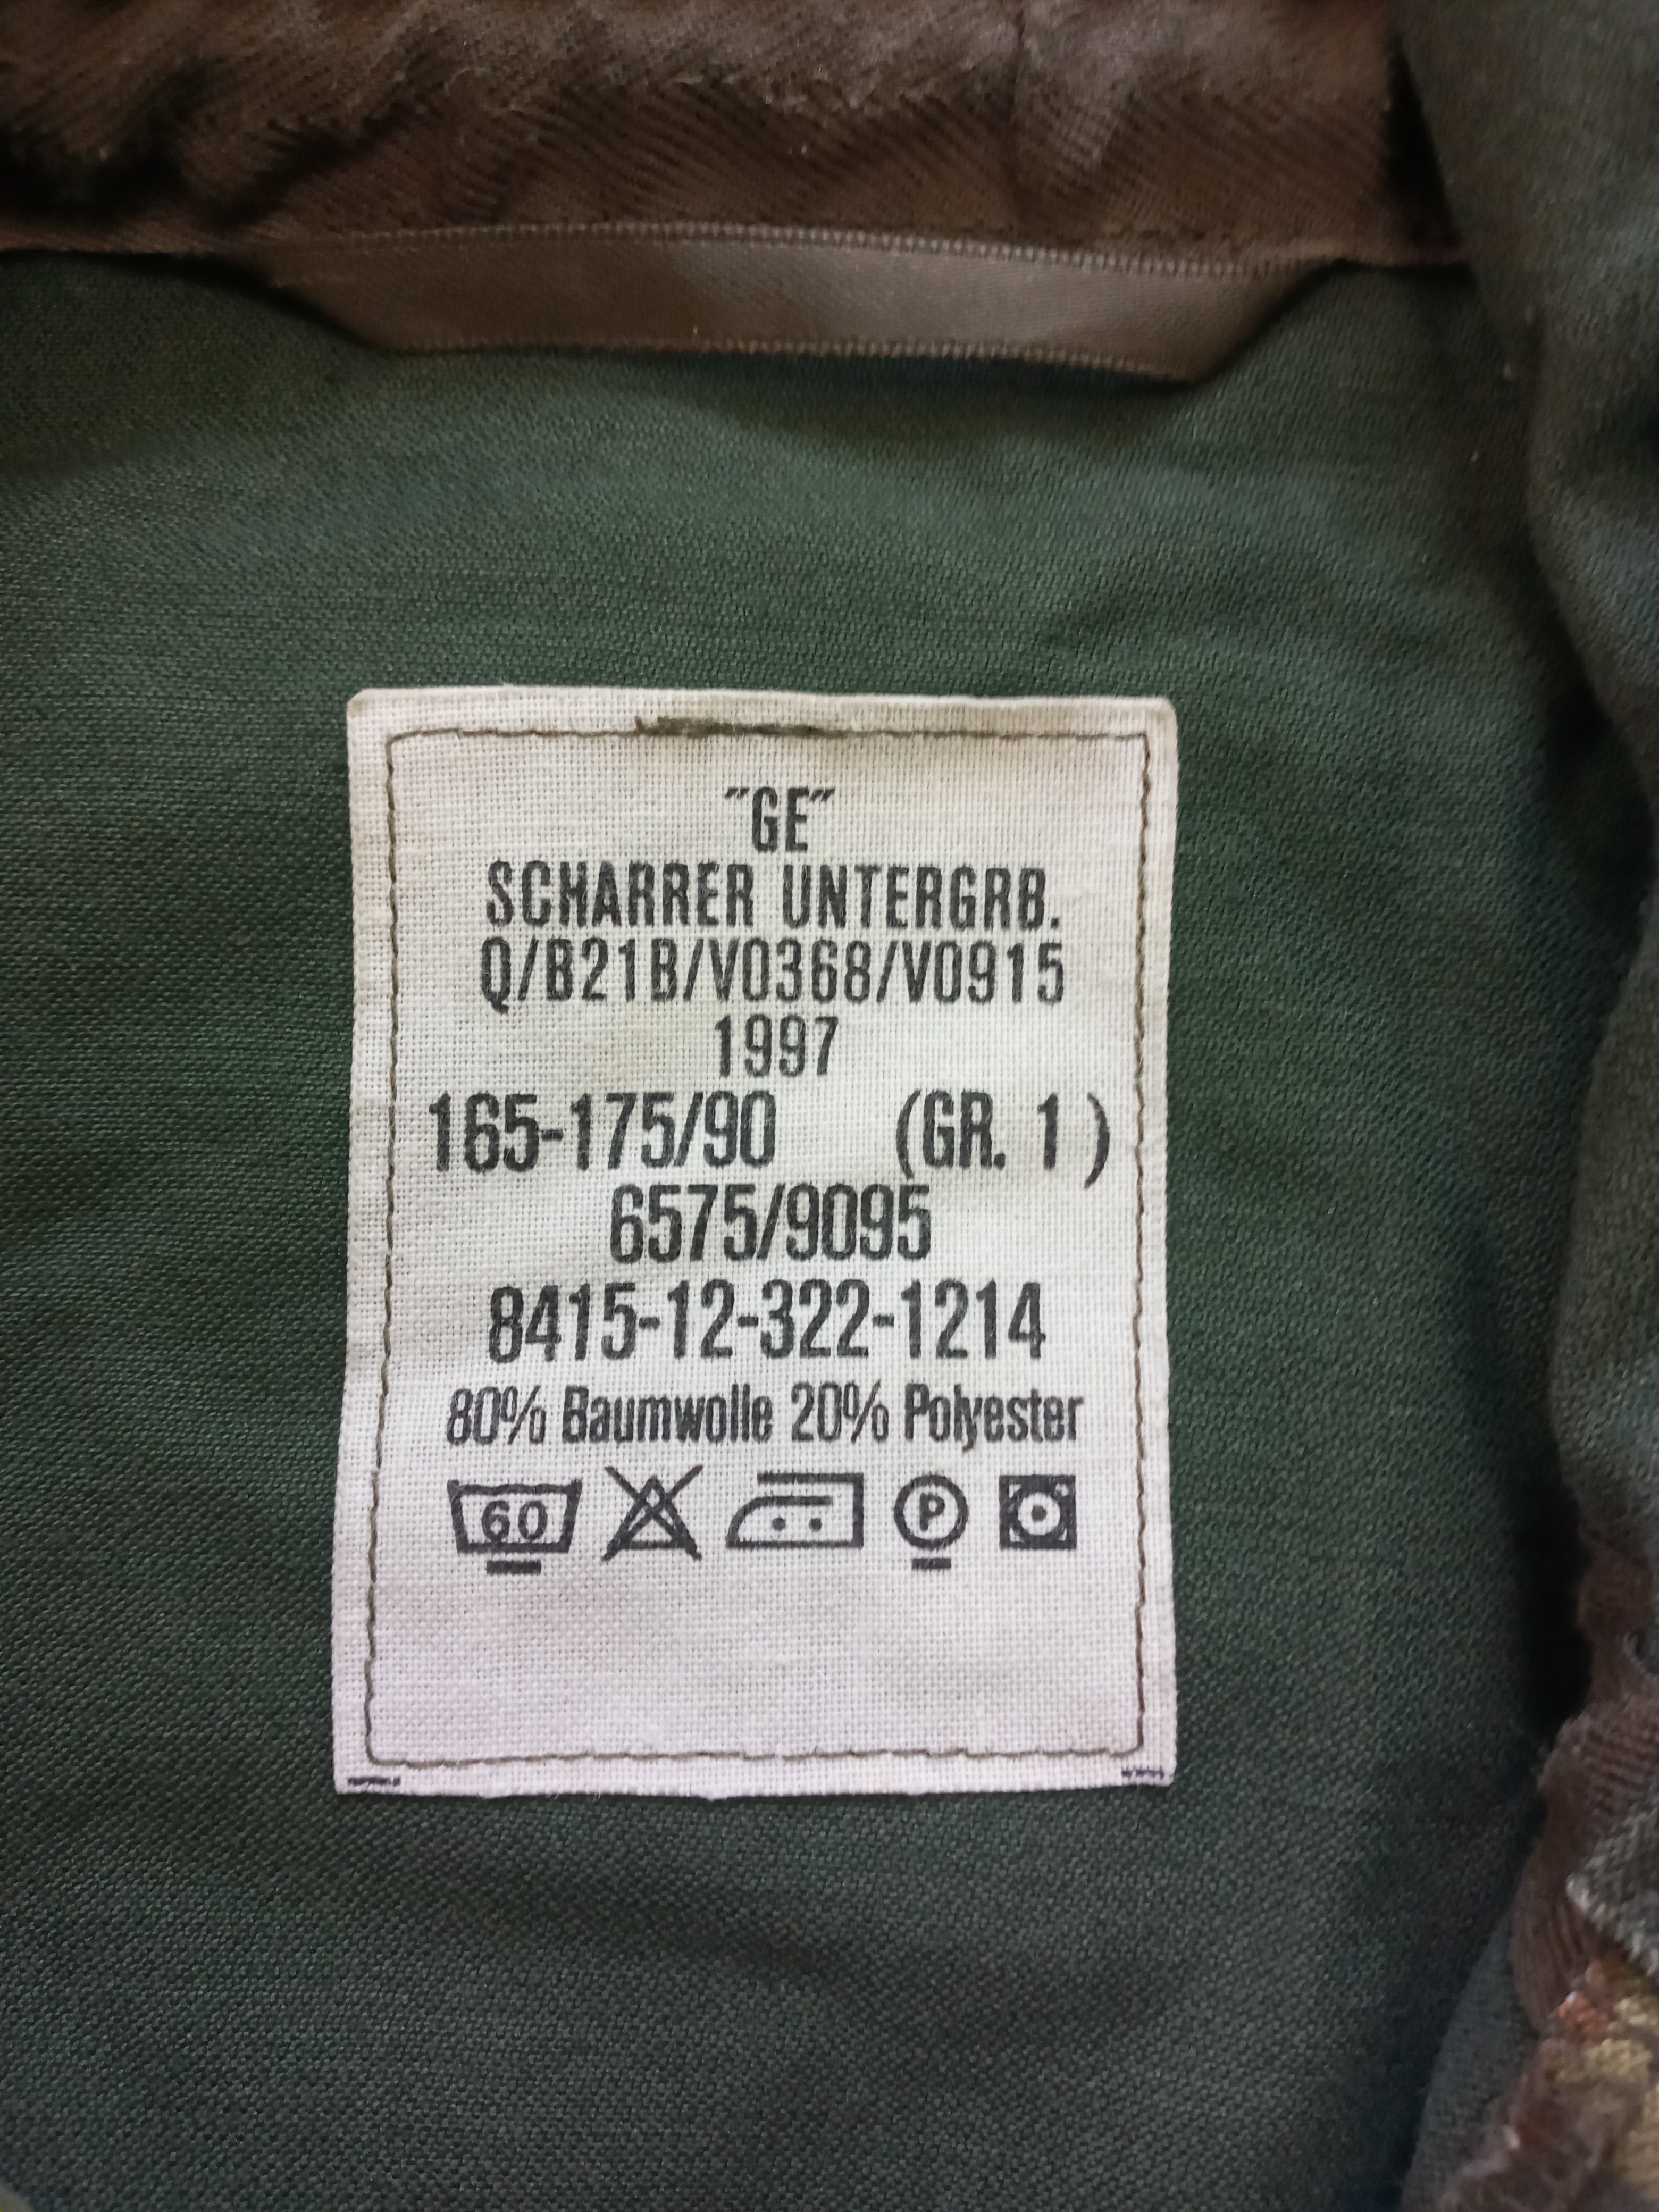 "GE"
SCHARRER UNTERGRB.
Q/B21B/V0368/V0915
1997
165-175/90 (GR. 1 )
6575/9095
8415-12-322-1214
80% Baumwolle 20% Polyester
60 P